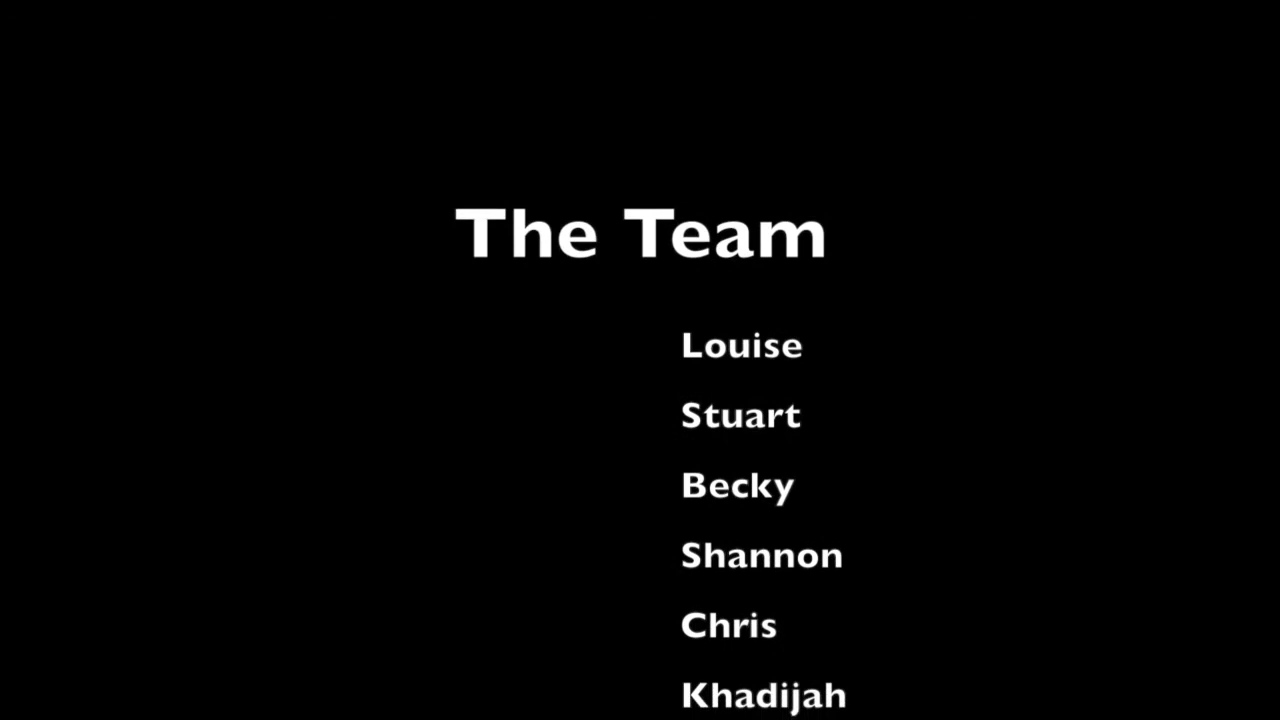 The Team
Louise
Stuart
Becky
Shannon
Chris
Khadijah